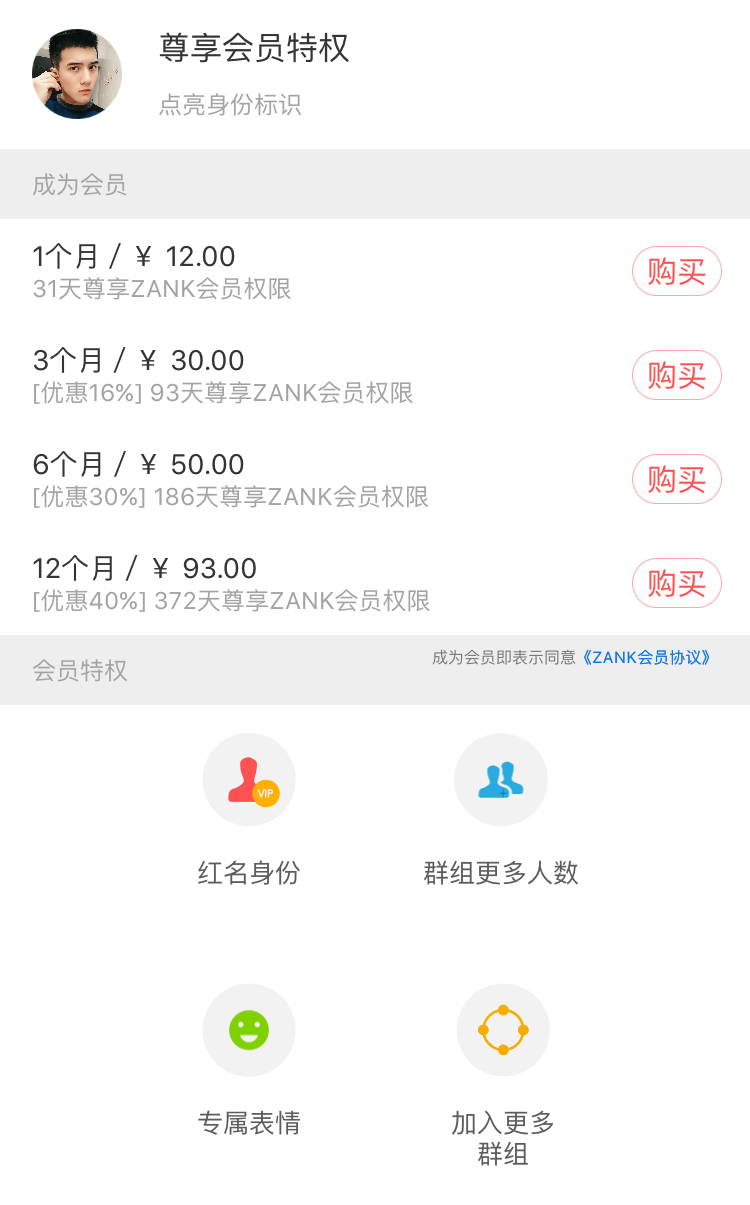 尊享会员特权
点亮身份标识
成为会员
1个月 / ￥ 12.00
31天尊享ZANK会员权限
购买
3个月 / ￥ 30.00
[优惠16%] 93天尊享ZANK会员权限
购买
6个月 / ￥ 50.00
[优惠30%] 186天尊享ZANK会员权限
购买
12个月 / ￥ 93.00
[优惠40%] 372天尊享ZANK会员权限
购买
会员特权
成为会员即表示同意《ZANK会员协议》
VIP
红名身份
群组更多人数
专属表情
加入更多
群组